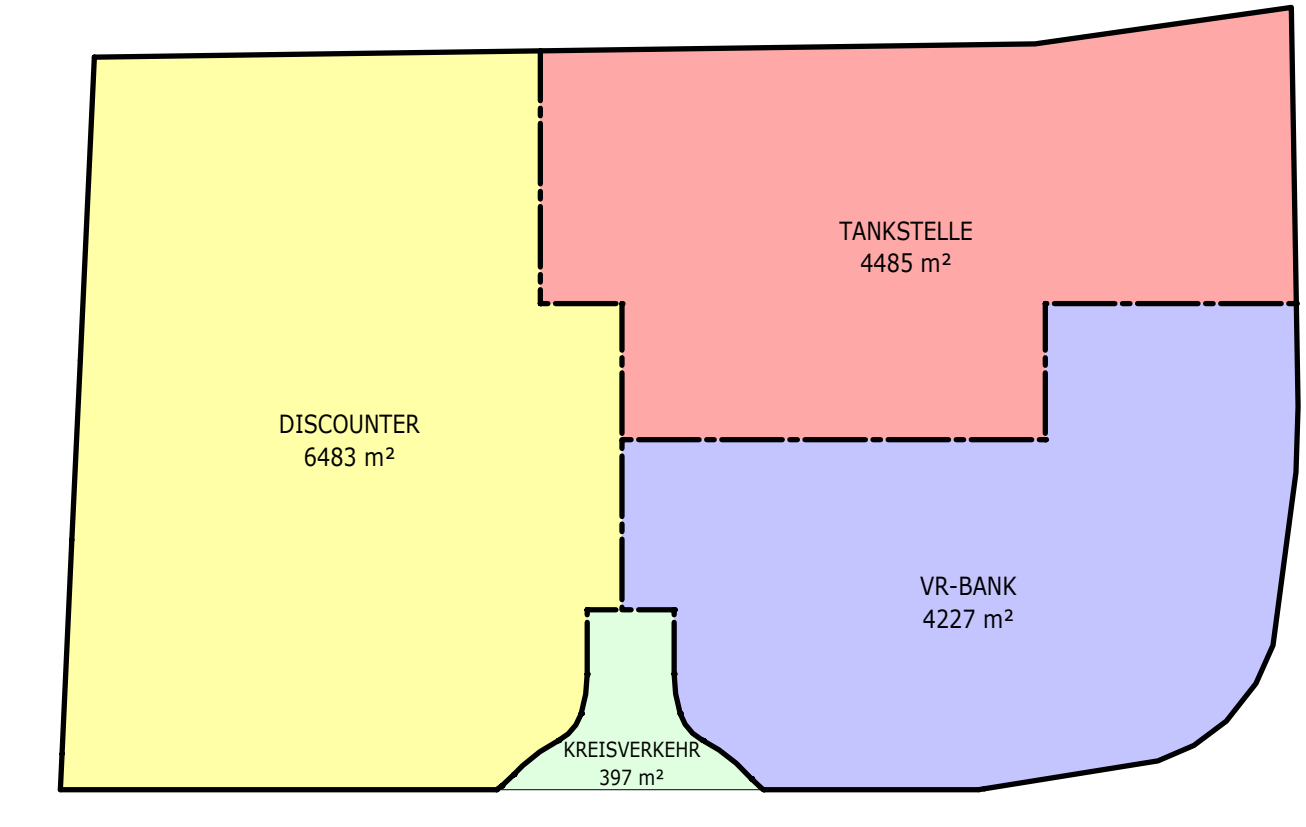 TANKSTELLE
4485 m²
DISCOUNTER
6483 m²
VR-BANK
4227 m²
KREISVERKEHR
397 m²